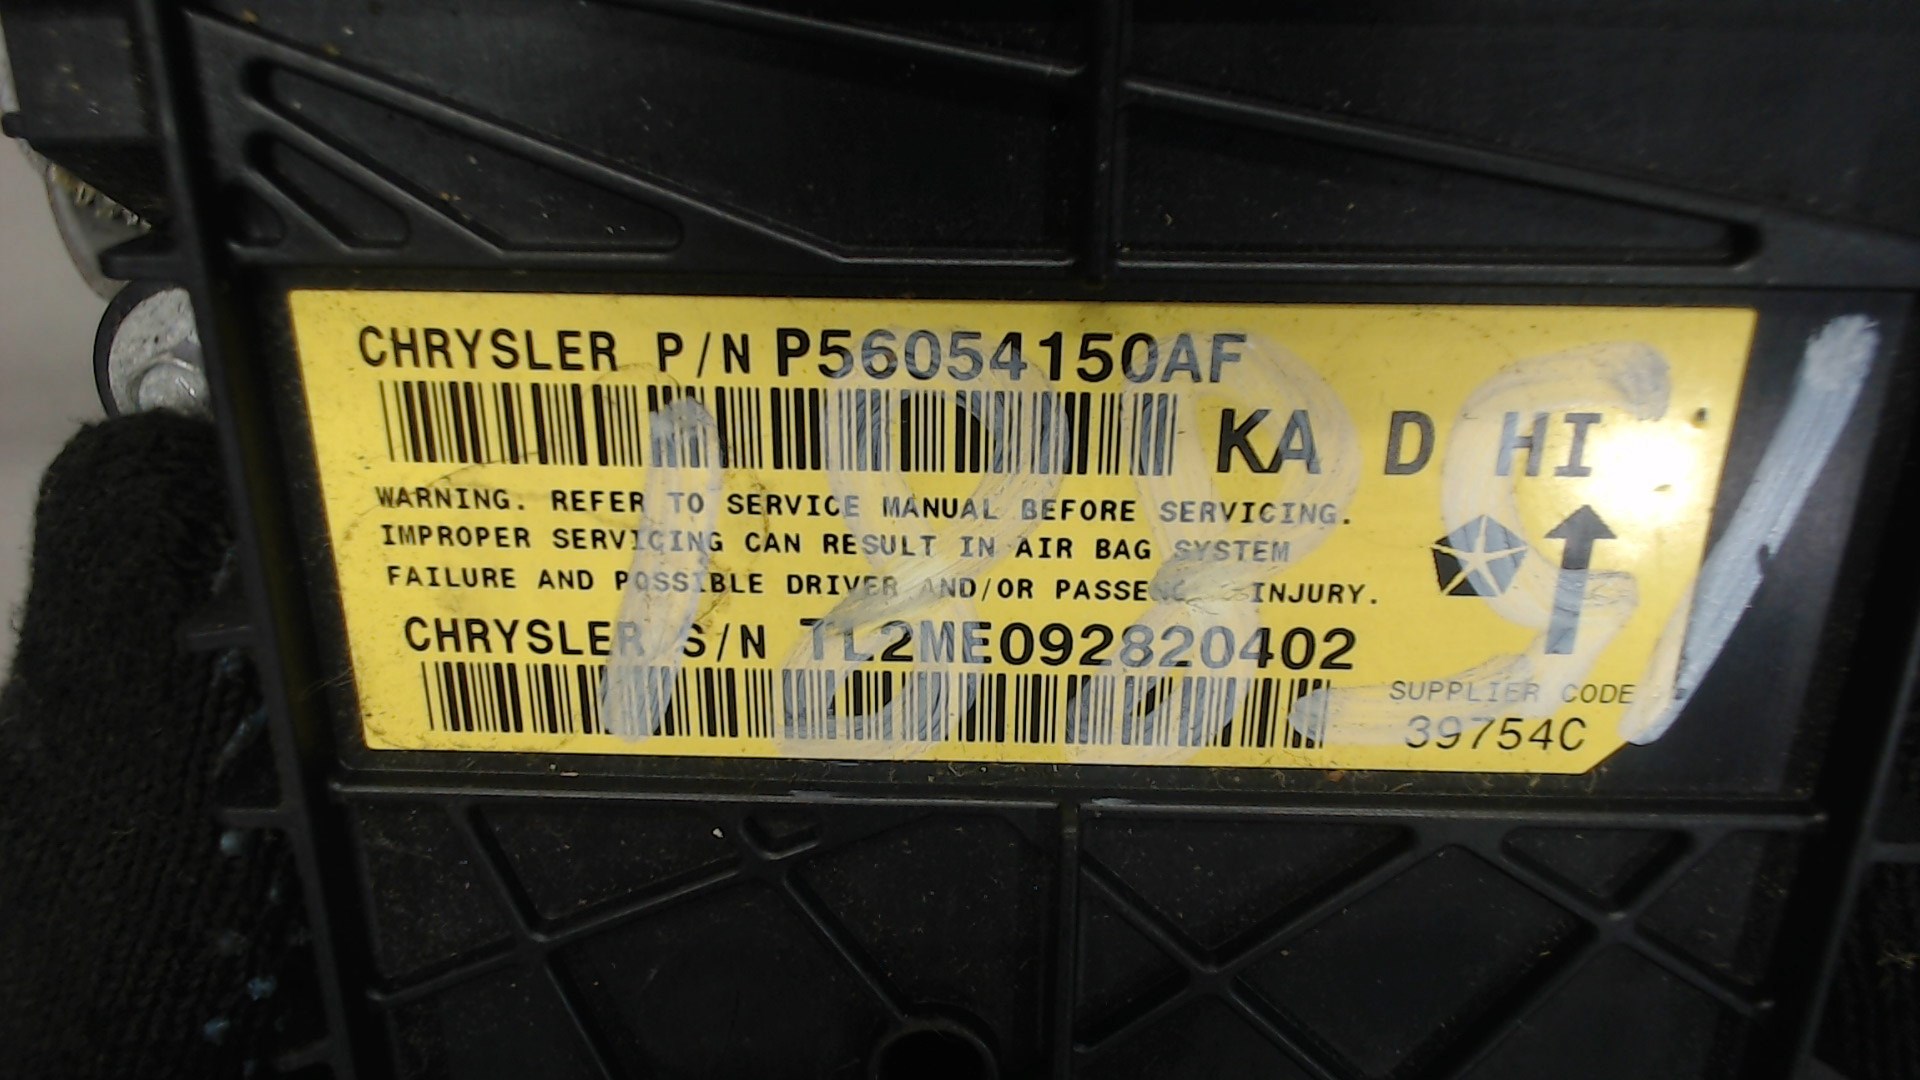 CHRYSLER P/N P56054150AF
KA D HI
WARNING. REFER TO SERVICE MANUAL BEFORE SERVICING.
IMPROPER SERVICING CAN RESULT IN AIR BAG SYSTEM
FAILURE AND POSSIBLE DRIVER AND/OR PASSENGER INJURY.
CHRYSLER S/N TL2ME092820402
SUPPLIER CODE
39754C